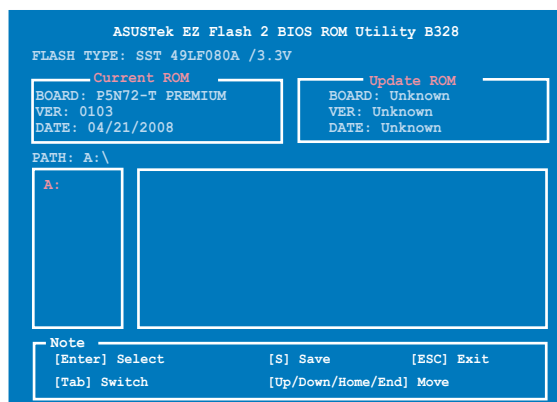 ASUSTek EZ Flash 2 BIOS ROM Utility B328
FLASH TYPE: SST 49LF080A /3.3V
Current ROM
BOARD: P5N72-T PREMIUM
VER: 0103
DATE: 04/21/2008
Update ROM
BOARD: Unknown
VER: Unknown
DATE: Unknown
PATH: A:\
A:
Note
[Enter] Select [S] Save [ESC] Exit
[Tab] Switch [Up/Down/Home/End] Move